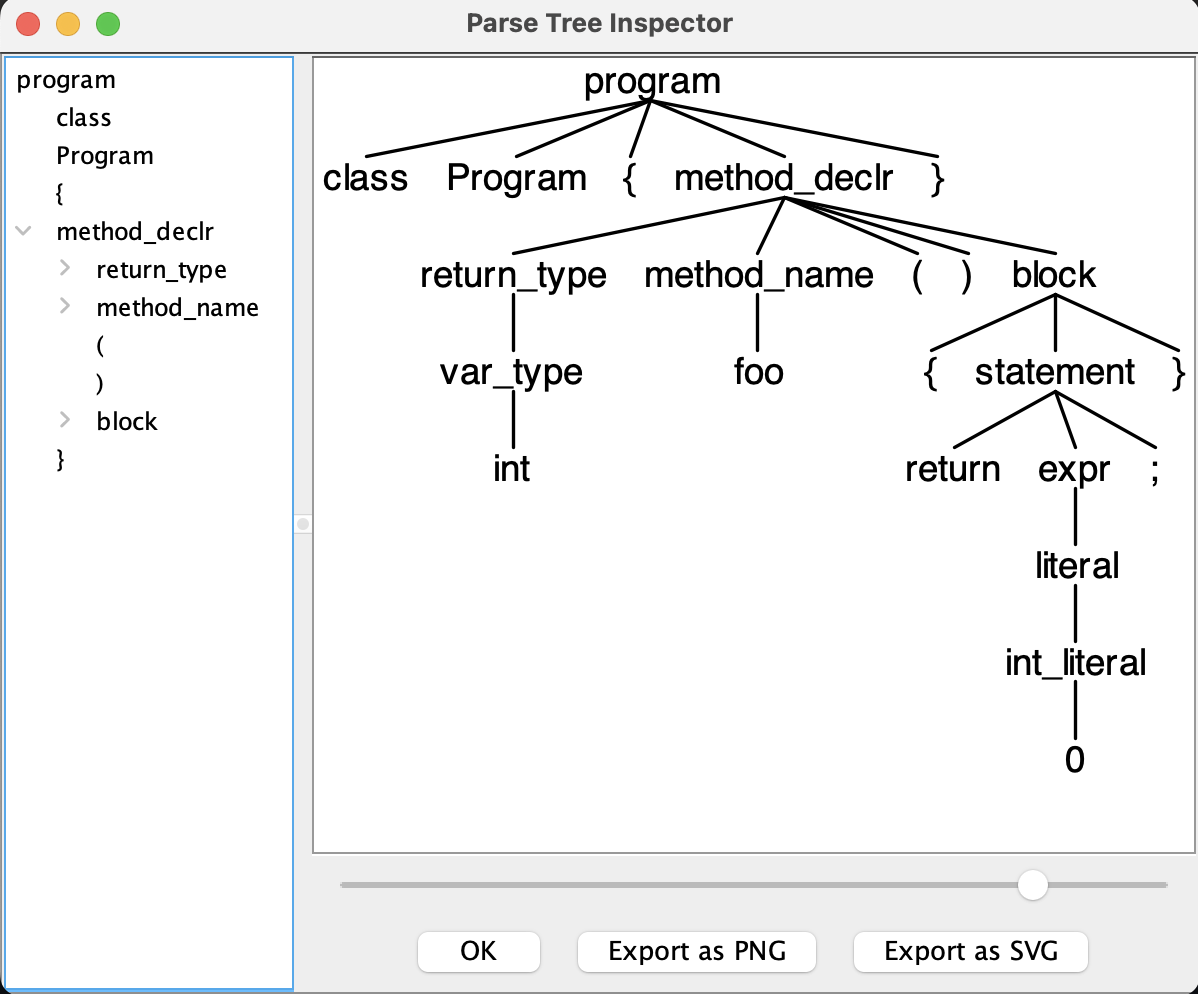 Parse Tree Inspector
program
class
Program
{
method_declr
return_type
method_name
(
)
block
}
program
class Program { method_declr }
return_type method_name ( ) block
var_type foo { statement }
int return expr ;
literal
int_literal
0
OK Export as PNG Export as SVG